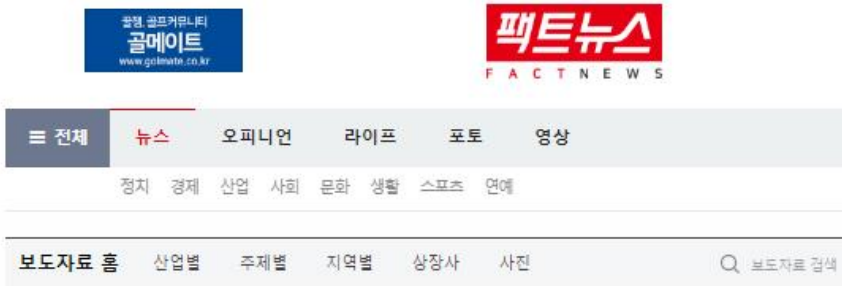 꿀잼, 골프커뮤니티
골메이트
www.golmate.co.kr
팩트뉴스
FACTNEWS
전체 뉴스 오피니언 라이프 포토 영상
정치 경제 산업 사회 문화 생활 스포츠 연예
보도자료 홈 산업별 주제별 지역별 상장사 사진 보도자료 검색